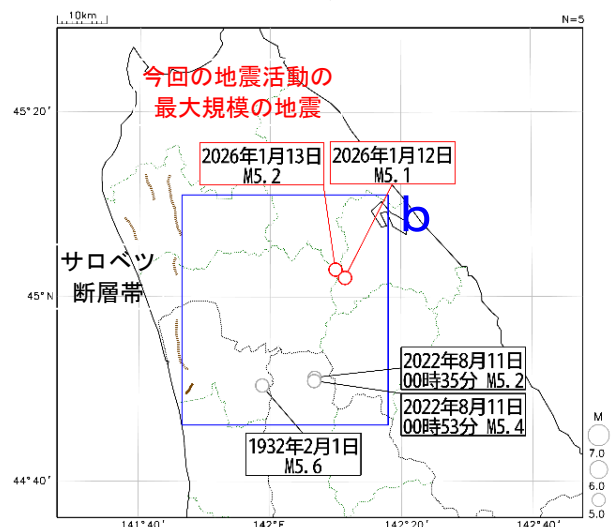 10km
N=5
今回の地震活動の
最大規模の地震
45°20′
2026年1月13日
M5.2
2026年1月12日
M5.1
b
サロベツ
断層帯
45°N
2022年8月11日
00時35分 M5.2
2022年8月11日
00時53分 M5.4
1932年2月1日
M5.6
M
7.0
6.0
5.0
44°40′
141°40′
142°E
142°20′
142°40′